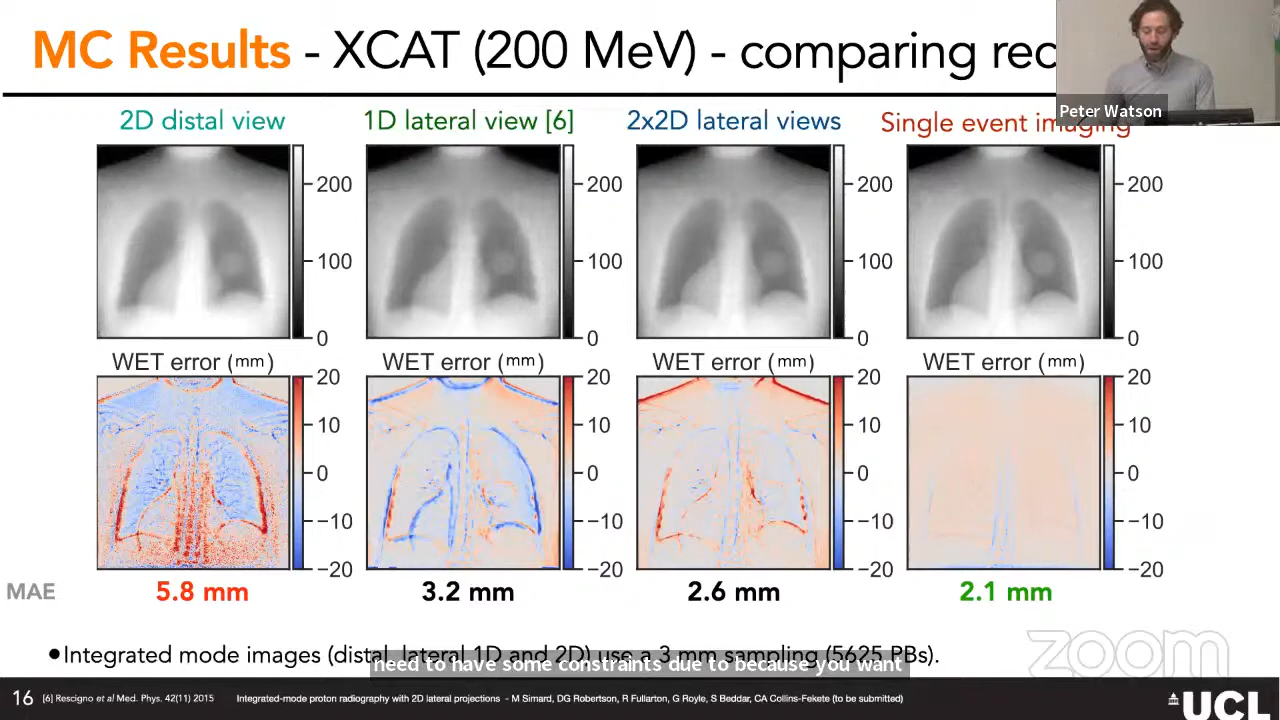 MC Results - XCAT (200 MeV) - comparing rec
Peter Watson
2D distal view
1D lateral view [6]
2x2D lateral views
Single event imaging
200
100
0
200
100
0
200
100
0
200
100
0
WET error (mm)
WET error (mm)
WET error (mm)
WET error (mm)
20
10
0
−10
−20
20
10
0
−10
−20
20
10
0
−10
−20
20
10
0
−10
−20
MAE
5.8 mm
3.2 mm
2.6 mm
2.1 mm
•Integrated mode images (distal, lateral 1D and 2D) use a 3 mm sampling (5625 PBs).
need to have some constraints due to because you want
zoom
16
[6] Rescigno et al Med. Phys. 42(11) 2015
Integrated-mode proton radiography with 2D lateral projections - M Simard, DG Robertson, R Fullarton, G Royle, S Beddar, CA Collins-Fekete (to be submitted)
UCL